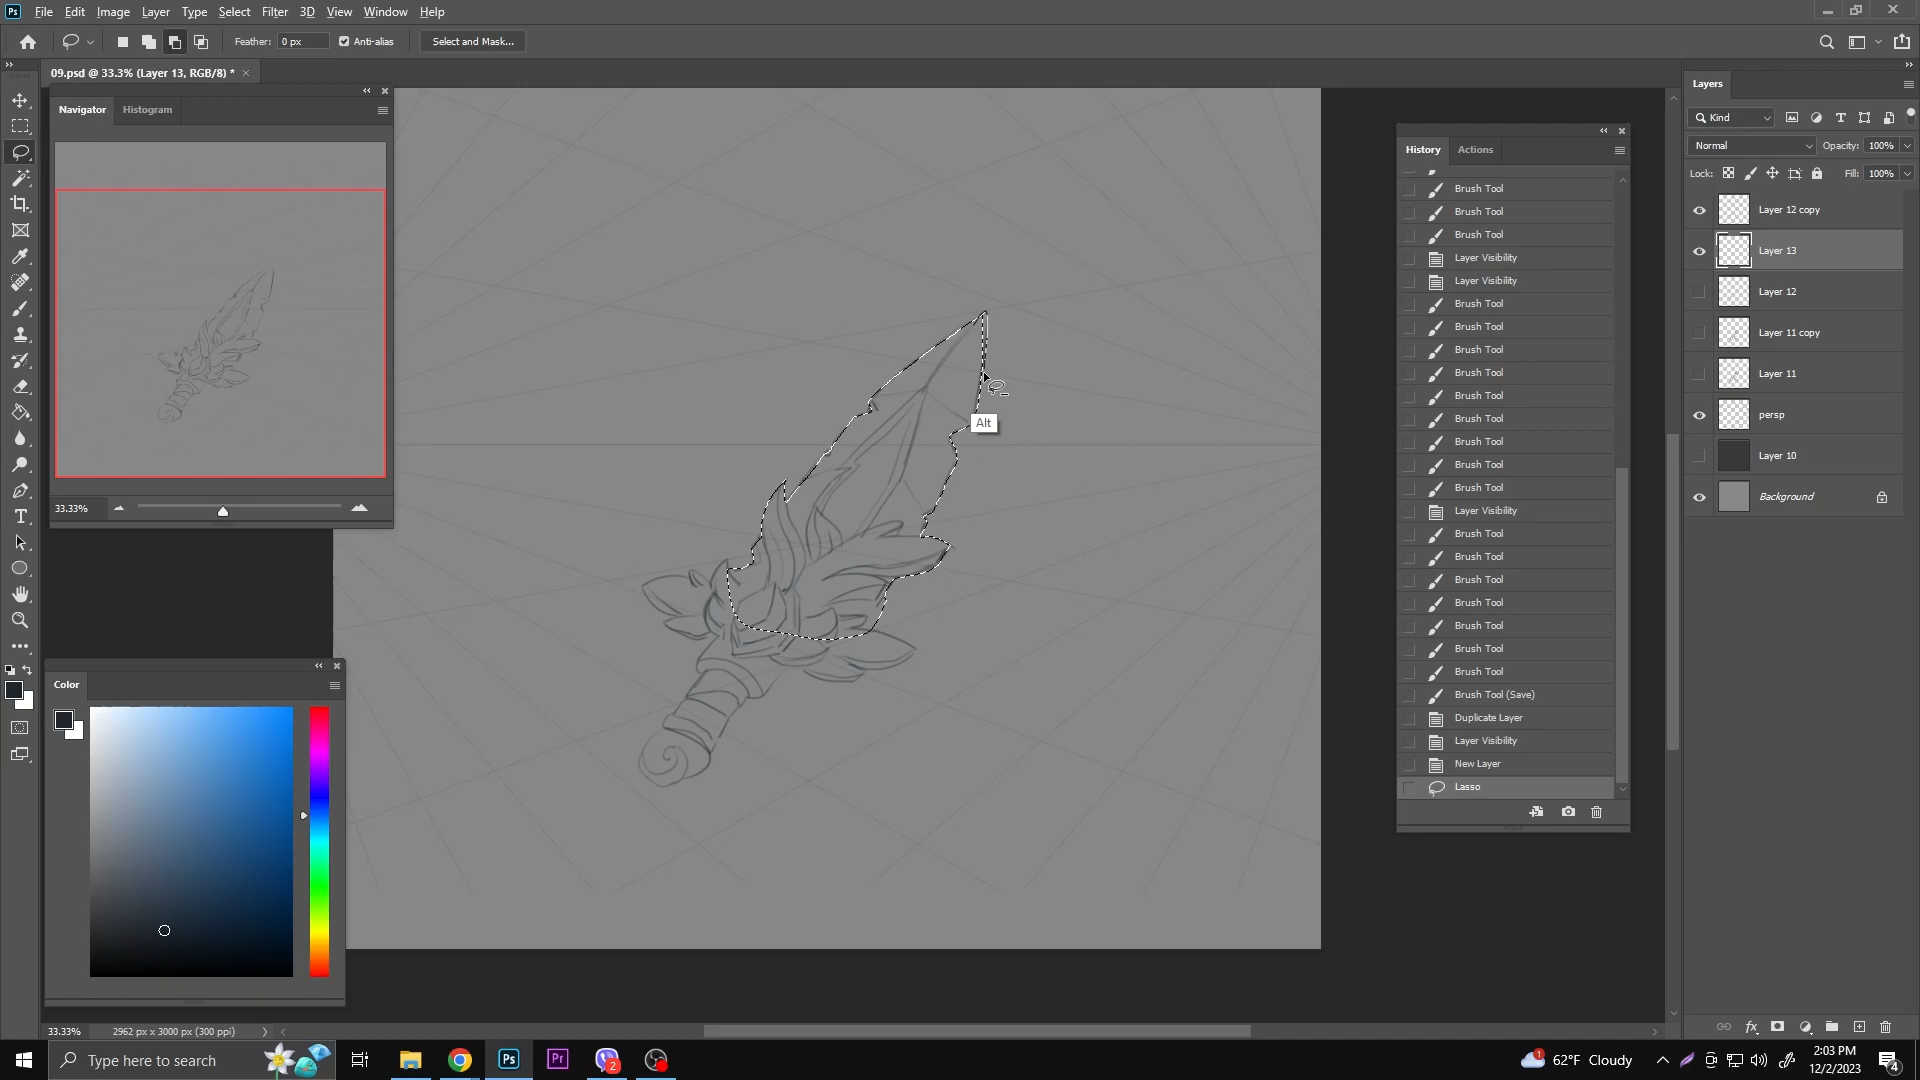 Ps File Edit Image Layer Type Select Filter 3D View Window Help
Feather: 0 px Anti-alias Select and Mask...
09.psd @ 33.3% (Layer 13, RGB/8) *
Navigator Histogram
33.33%
Color
Alt
History Actions
Brush Tool
Brush Tool
Brush Tool
Layer Visibility
Layer Visibility
Brush Tool
Brush Tool
Brush Tool
Brush Tool
Brush Tool
Brush Tool
Brush Tool
Brush Tool
Brush Tool
Layer Visibility
Brush Tool
Brush Tool
Brush Tool
Brush Tool
Brush Tool
Brush Tool
Brush Tool
Brush Tool (Save)
Duplicate Layer
Layer Visibility
New Layer
Lasso
Layers
Kind
Normal Opacity: 100%
Lock: Fill: 100%
Layer 12 copy
Layer 13
Layer 12
Layer 11 copy
Layer 11
persp
Layer 10
Background
fx
33.33% 2962 px x 3000 px (300 ppi)
Type here to search Ps Pr 2 1 62°F Cloudy 2:03 PM
12/2/2023 4